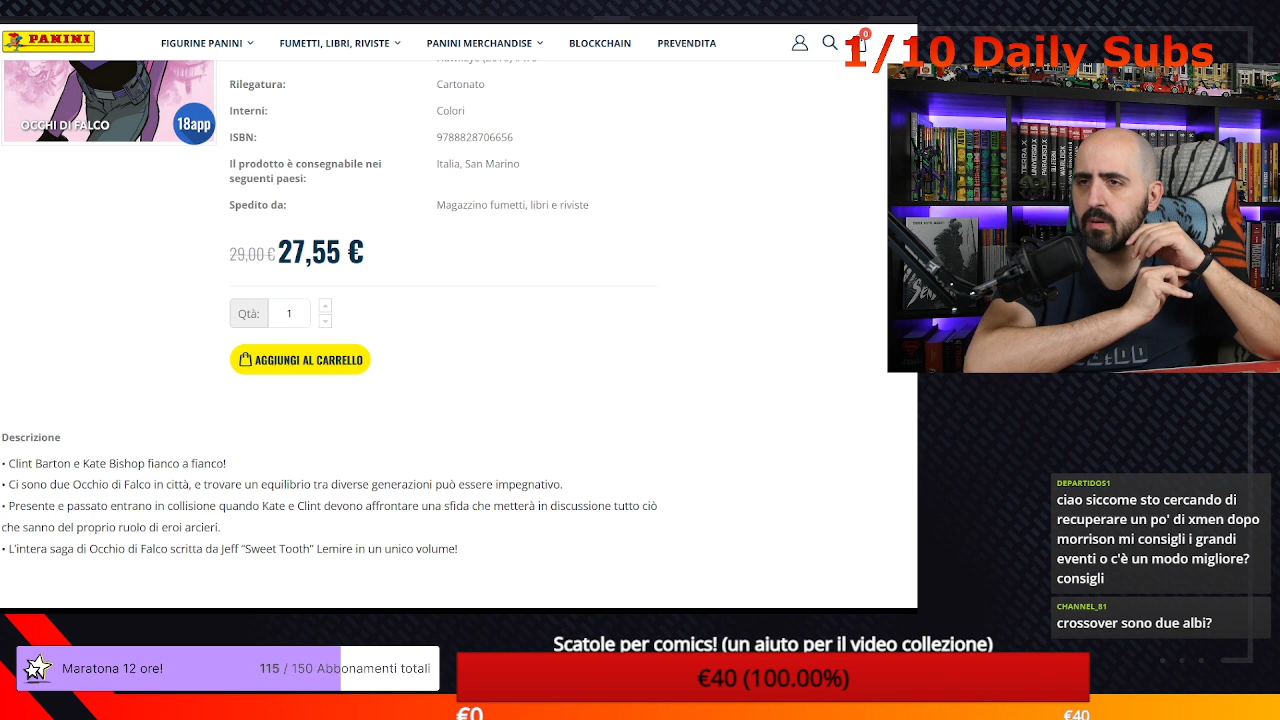 PANINI
FIGURINE PANINI
FUMETTI, LIBRI, RIVISTE
PANINI MERCHANDISE
BLOCKCHAIN
PREVENDITA
0
1/10 Daily Subs
OCCHI DI FALCO
18app
Rilegatura: Cartonato
Interni: Colori
ISBN: 9788828706656
Il prodotto è consegnabile nei Italia, San Marino
seguenti paesi:
Spedito da: Magazzino fumetti, libri e riviste
29,00 € 27,55 €
Qtà: 1
AGGIUNGI AL CARRELLO
Descrizione
• Clint Barton e Kate Bishop fianco a fianco!
• Ci sono due Occhio di Falco in città, e trovare un equilibrio tra diverse generazioni può essere impegnativo.
• Presente e passato entrano in collisione quando Kate e Clint devono affrontare una sfida che metterà in discussione tutto ciò
che sanno del proprio ruolo di eroi arcieri.
• L’intera saga di Occhio di Falco scritta da Jeff “Sweet Tooth” Lemire in un unico volume!
TERRA X
UNIVERSO X
PARADISO X
DEPARTIDOS1
ciao siccome sto cercando di
recuperare un po' di xmen dopo
morrison mi consigli i grandi
eventi o c'è un modo migliore?
consigli
CHANNEL_81
crossover sono due albi?
Maratona 12 ore! 115 / 150 Abbonamenti totali
Scatole per comics! (un aiuto per il video collezione)
€40 (100.00%)
€0
€40